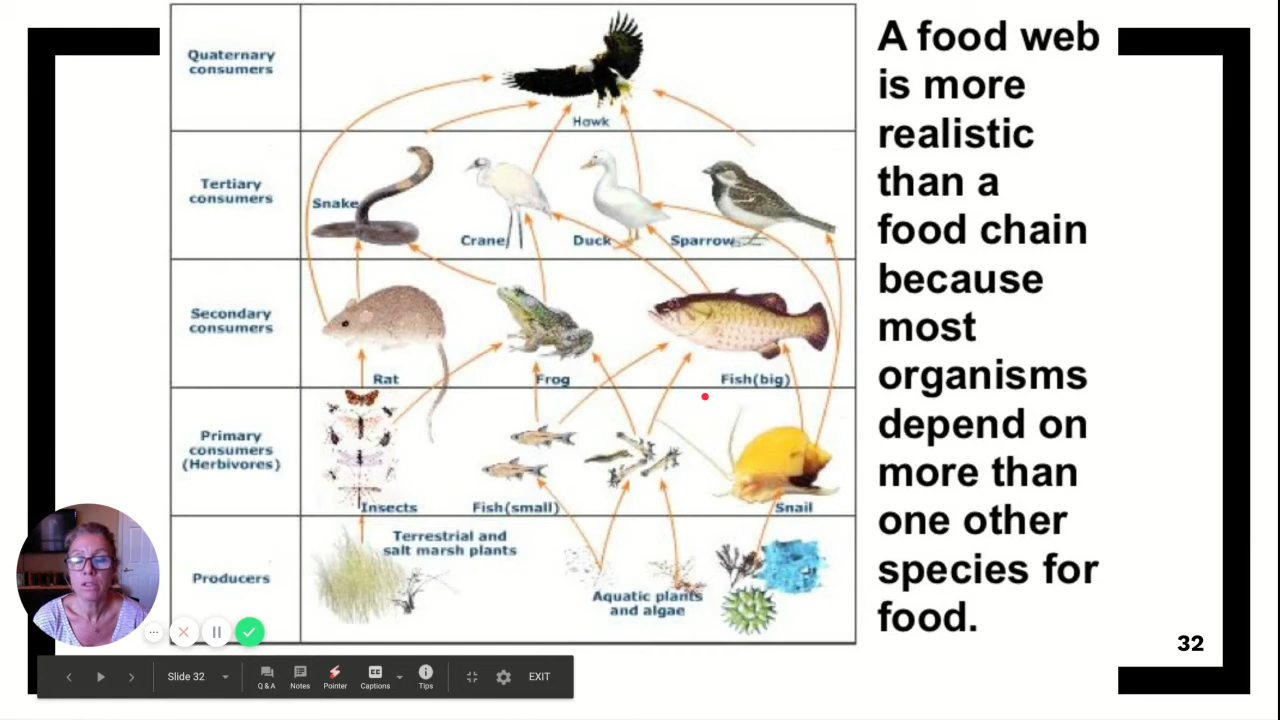 Quaternary
consumers
Hawk
Tertiary
consumers
Snake
Crane
Duck
Sparrow
Secondary
consumers
Rat
Frog
Fish(big)
Primary
consumers
(Herbivores)
Insects
Fish(small)
Snail
Producers
Terrestrial and
salt marsh plants
Aquatic plants
and algae
A food web
is more
realistic
than a
food chain
because
most
organisms
depend on
more than
one other
species for
food.
32
Slide 32
Q & A
Notes
Pointer
CC
Captions
Tips
EXIT